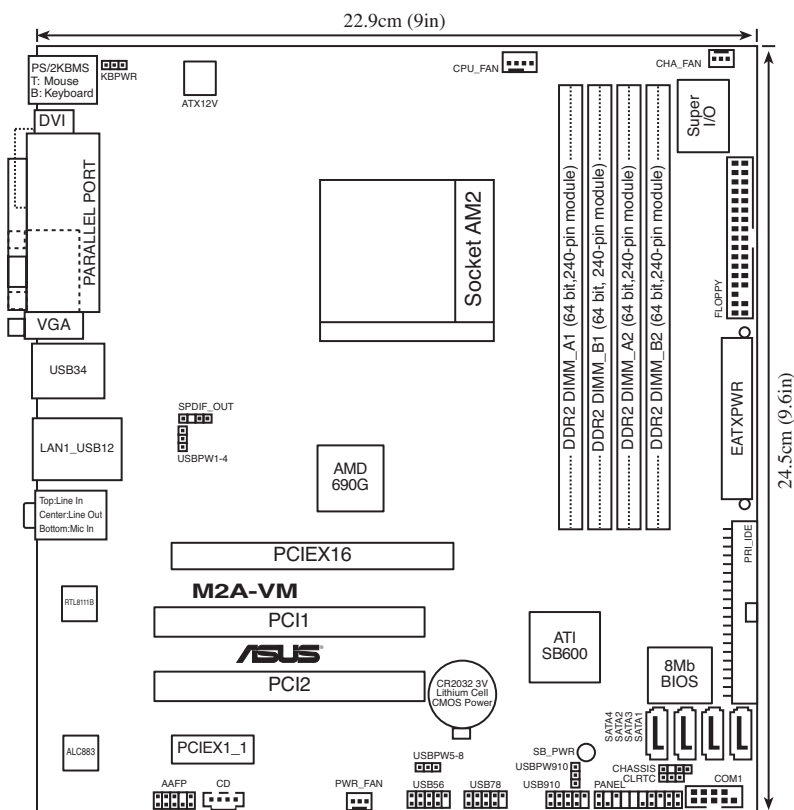 22.9cm (9in)
PS/2KBMS
T: Mouse
B: Keyboard
KBPWR
ATX12V
CPU_FAN
CHA_FAN
Super
I/O
DVI
PARALLEL PORT
VGA
Socket AM2
DDR2 DIMM_A1 (64 bit,240-pin module)
DDR2 DIMM_B1 (64 bit, 240-pin module)
DDR2 DIMM_A2 (64 bit,240-pin module)
DDR2 DIMM_B2 (64 bit,240-pin module)
FLOPPY
EATXPWR
24.5cm (9.6in)
USB34
SPDIF_OUT
USBPW1-4
LAN1_USB12
AMD
690G
Top:Line In
Center:Line Out
Bottom:Mic In
PRI_IDE
PCIEX16
M2A-VM
RTL8111B
PCI1
ASUS
PCI2
ATI
SB600
8Mb
BIOS
CR2032 3V
Lithium Cell
CMOS Power
SATA4
SATA2
SATA3
SATA1
ALC883
PCIEX1_1
USBPW5-8
SB_PWR
USBPW910
CHASSIS
CLRTC
AAFP
CD
PWR_FAN
USB56
USB78
USB910
PANEL
COM1